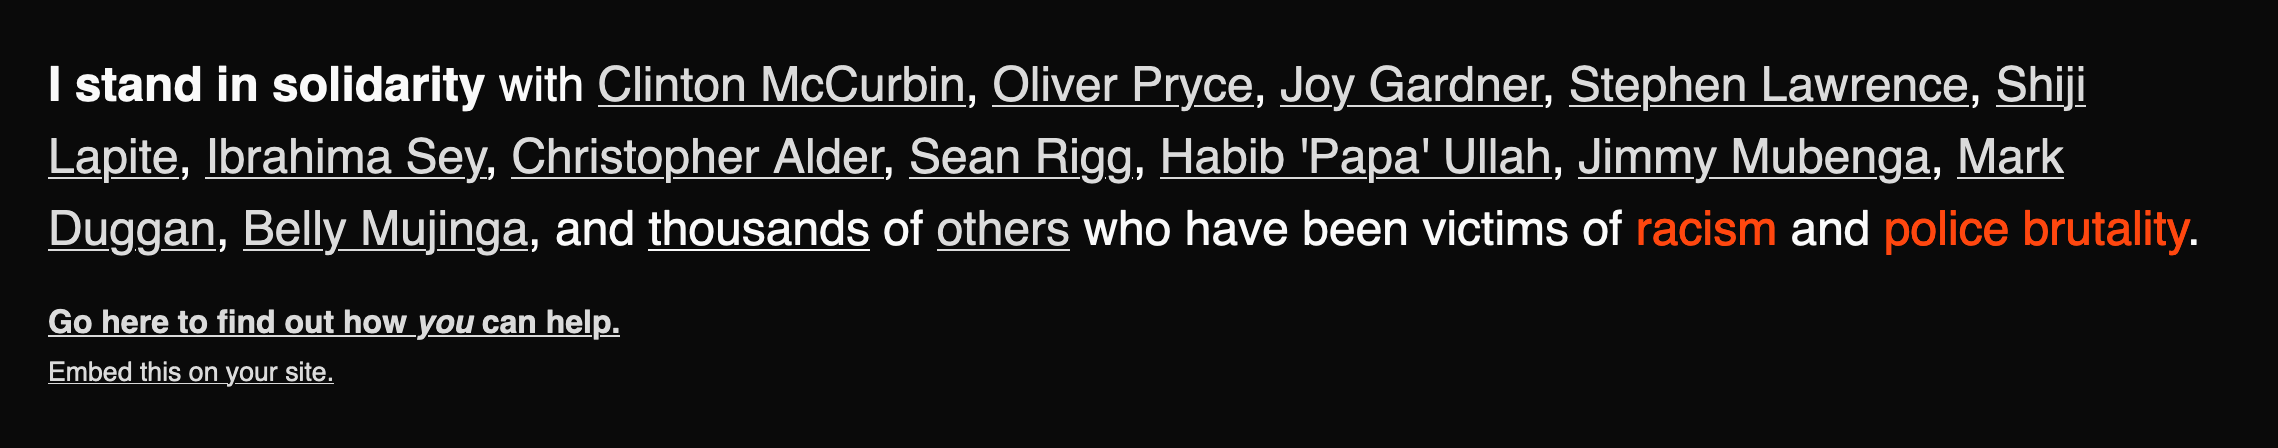 I stand in solidarity with Clinton McCurbin, Oliver Pryce, Joy Gardner, Stephen Lawrence, Shiji
Lapite, Ibrahima Sey, Christopher Alder, Sean Rigg, Habib 'Papa' Ullah, Jimmy Mubenga, Mark
Duggan, Belly Mujinga, and thousands of others who have been victims of racism and police brutality.
Go here to find out how you can help.
Embed this on your site.